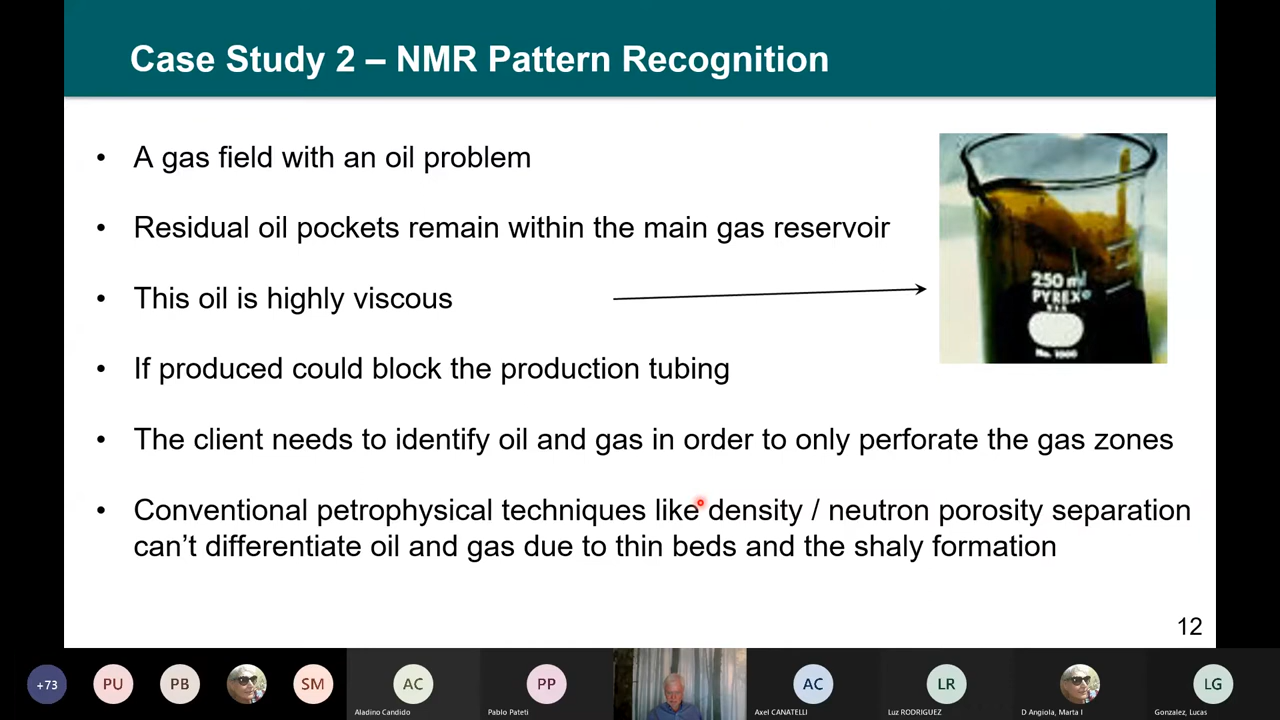 Case Study 2 – NMR Pattern Recognition
• A gas field with an oil problem
• Residual oil pockets remain within the main gas reservoir
• This oil is highly viscous
• If produced could block the production tubing
• The client needs to identify oil and gas in order to only perforate the gas zones
• Conventional petrophysical techniques like density / neutron porosity separation
can’t differentiate oil and gas due to thin beds and the shaly formation
250 ml
PYREX®
No. 1000
12
+73
PU
PB
SM
AC
PP
AC
LR
LG
Aladino Candido
Pablo Pateti
Axel CANATELLI
Luz RODRIGUEZ
D Angiola, Marta I
Gonzalez, Lucas